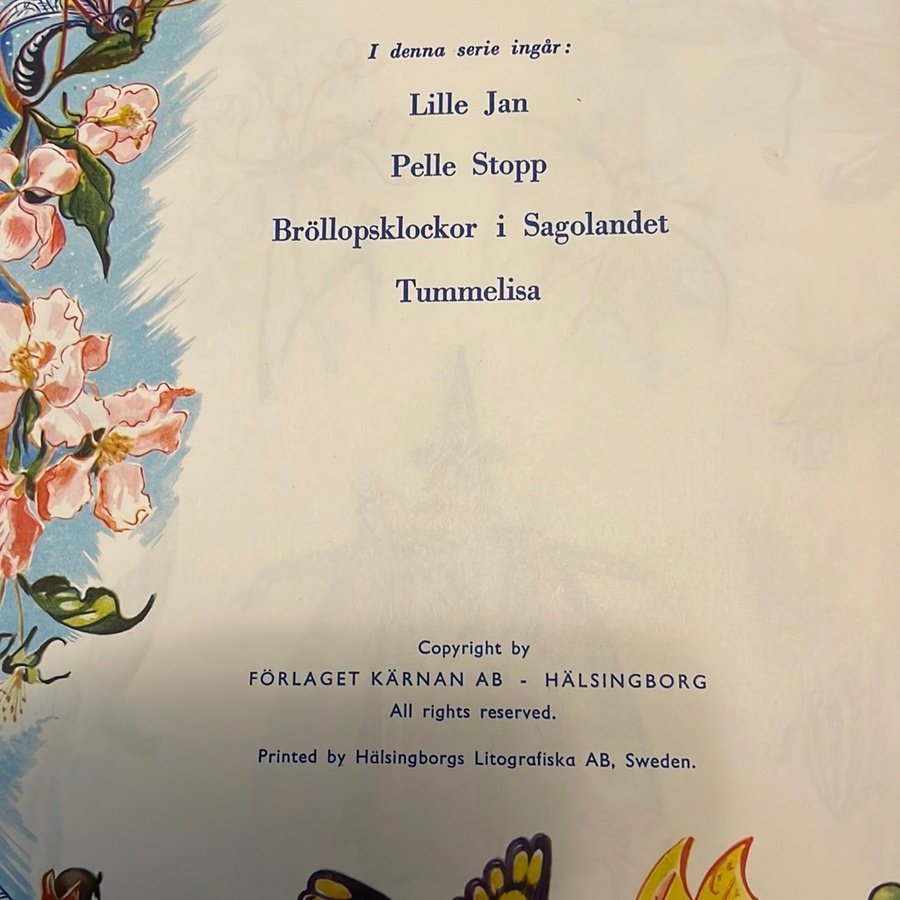 I denna serie ingår:
Lille Jan
Pelle Stopp
Bröllopsklockor i Sagolandet
Tummelisa
Copyright by
FÖRLAGET KÄRNAN AB - HÄLSINGBORG
All rights reserved.
Printed by Hälsingborgs Litografiska AB, Sweden.